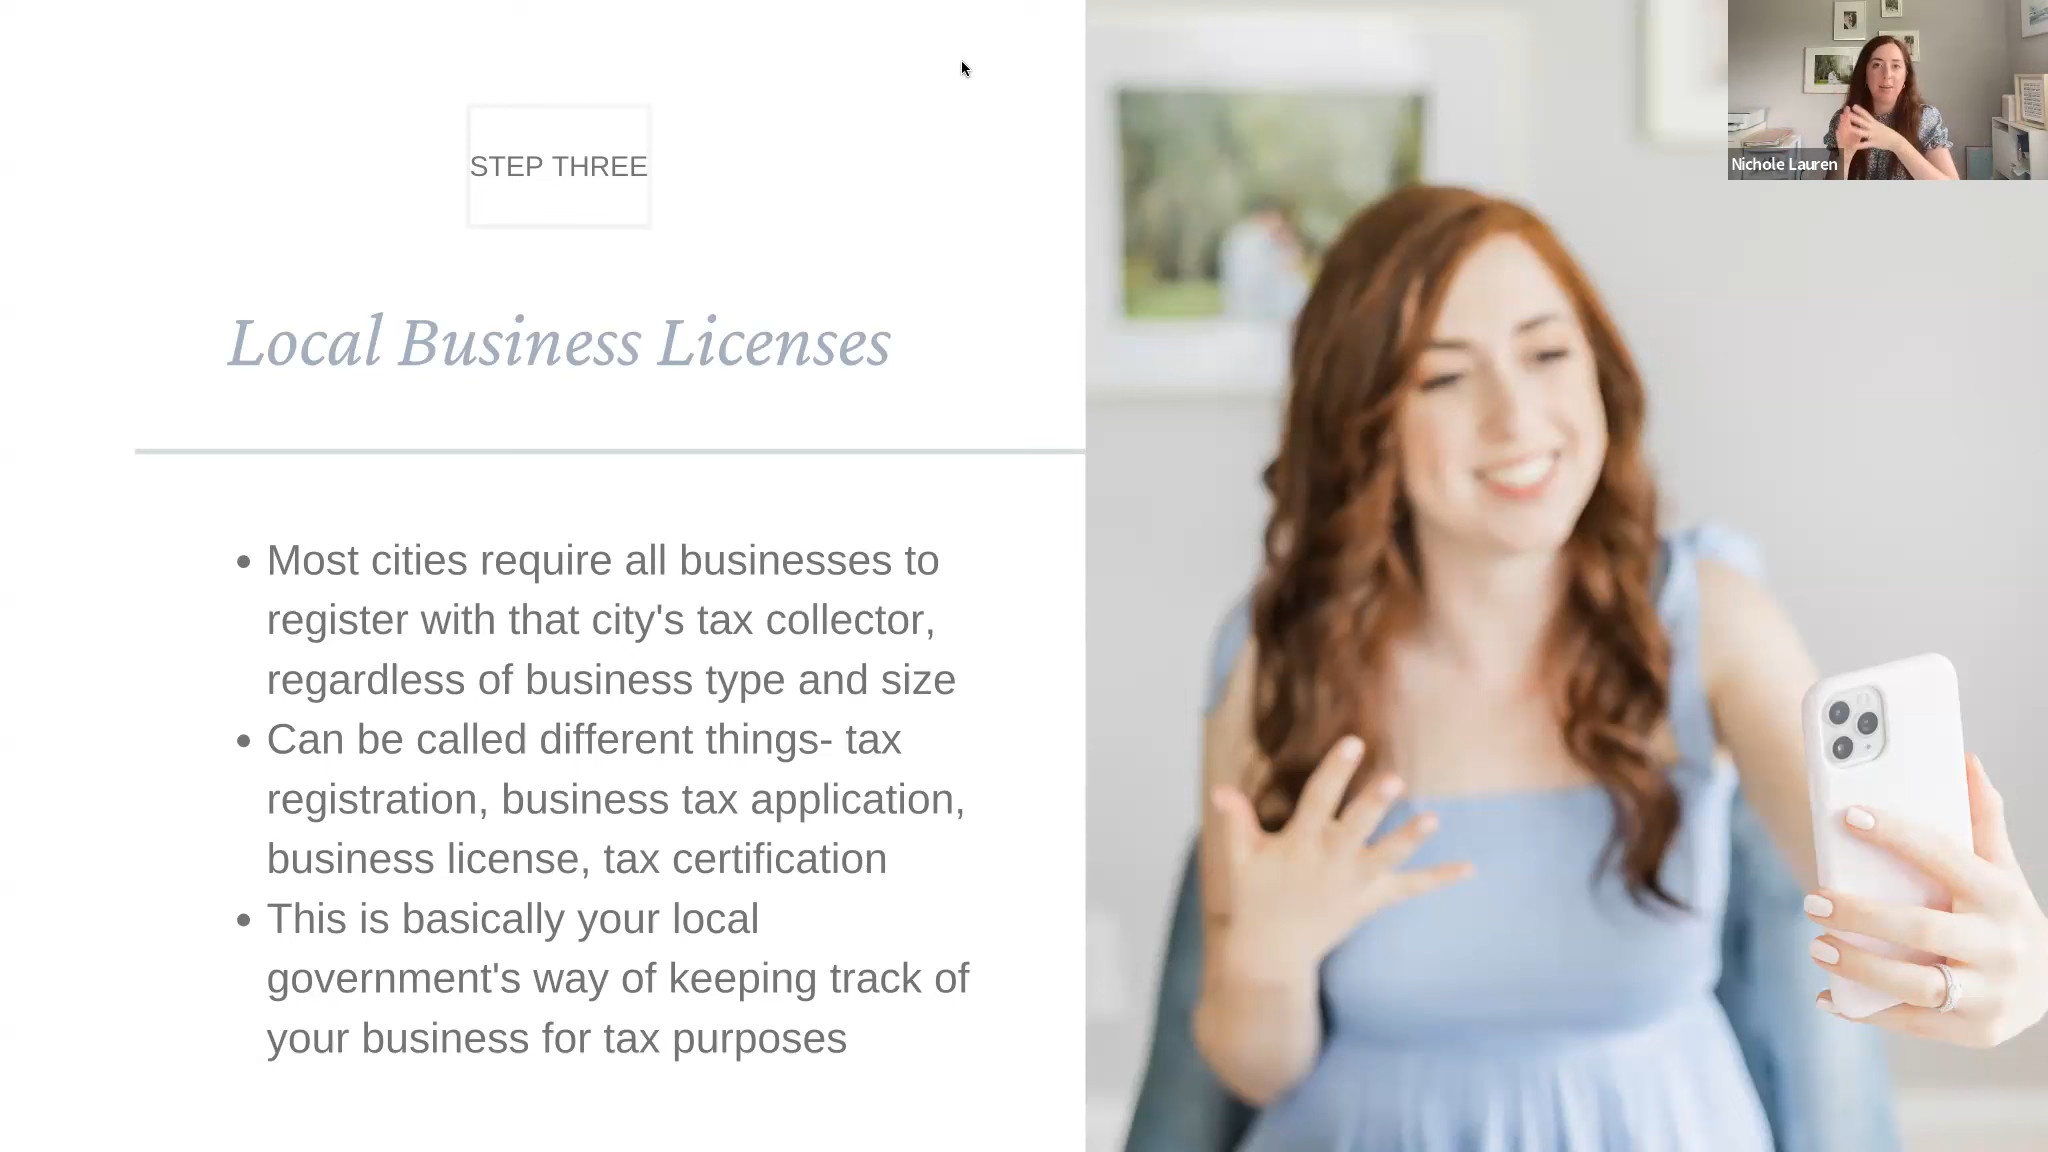 STEP THREE
Local Business Licenses
• Most cities require all businesses to
register with that city's tax collector,
regardless of business type and size
• Can be called different things- tax
registration, business tax application,
business license, tax certification
• This is basically your local
government's way of keeping track of
your business for tax purposes
Nichole Lauren